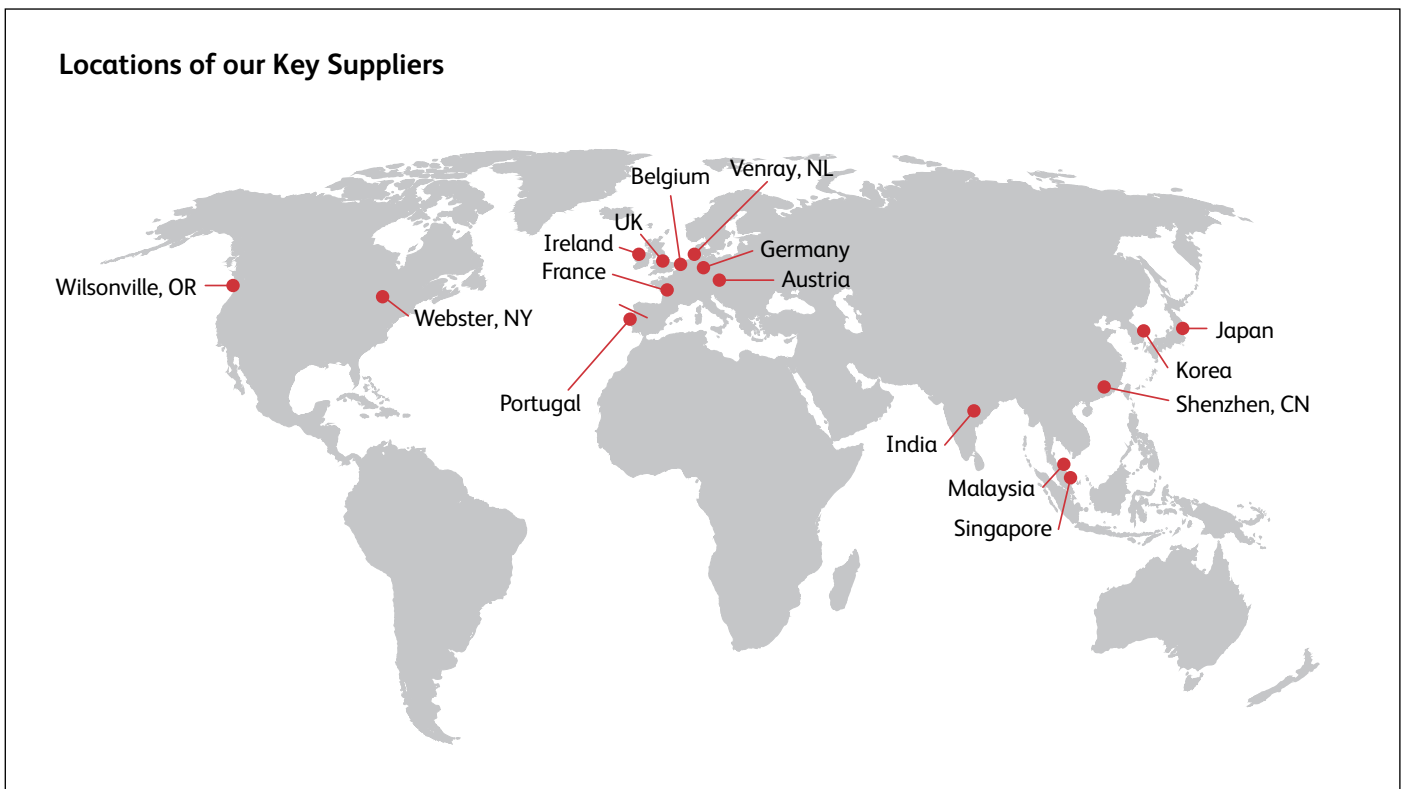 Locations of our Key Suppliers
Belgium
Venray, NL
UK
Ireland
Germany
France
Austria
Wilsonville, OR
Webster, NY
Japan
Korea
Portugal
Shenzhen, CN
India
Malaysia
Singapore